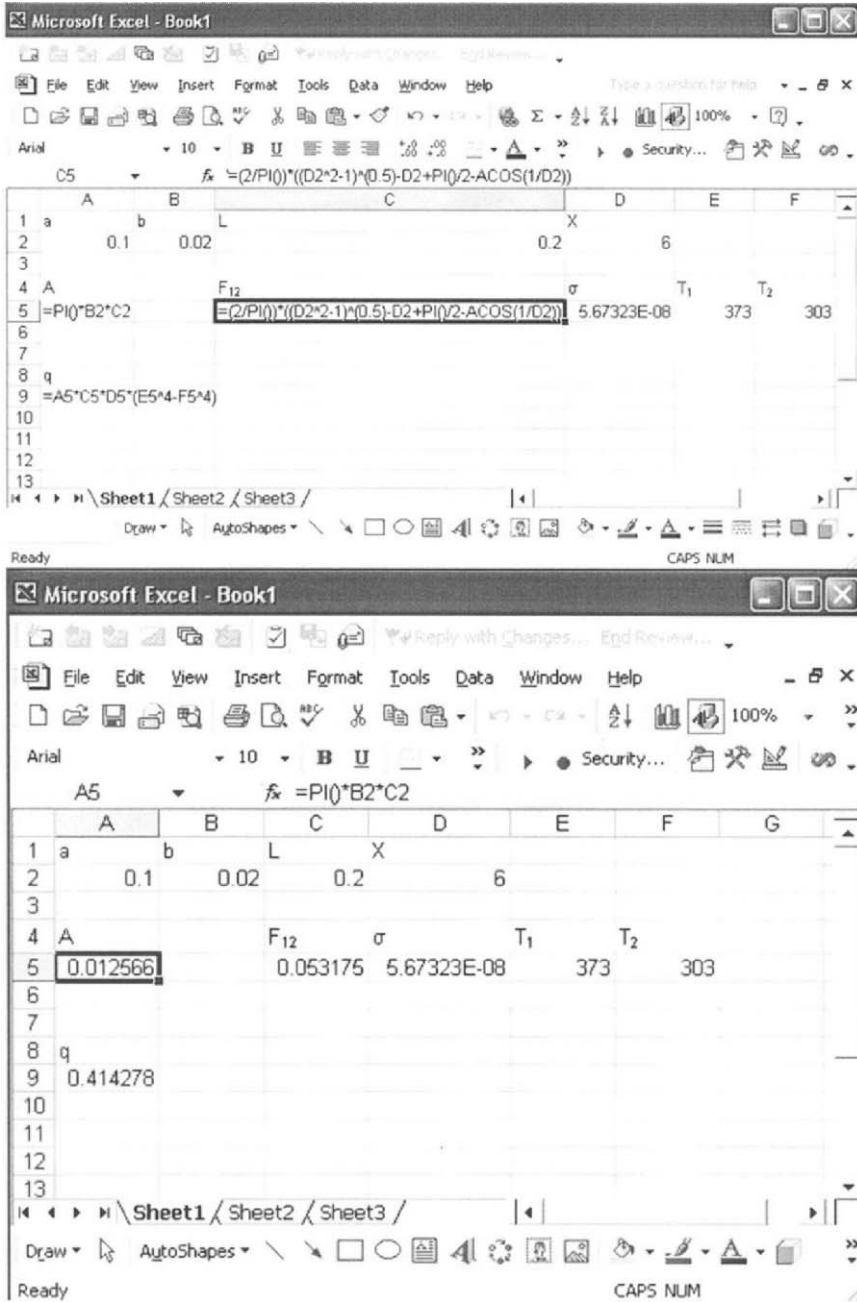 Microsoft Excel - Book1
File Edit View Insert Format Tools Data Window Help Type a question for help
100%
Arial 10 B U Security...
C5 fx '=(2/PI())*((D2^2-1)^(0.5)-D2+PI()/2-ACOS(1/D2))
A B C D E F
1 a b L X
2 0.1 0.02 0.2 6
3
4 A F12 σ T1 T2
5 =PI()*B2*C2 =(2/PI())*((D2^2-1)^(0.5)-D2+PI()/2-ACOS(1/D2)) 5.67323E-08 373 303
6
7
8 q
9 =A5*C5*D5*(E5^4-F5^4)
10
11
12
13
Sheet1 Sheet2 Sheet3
Draw AutoShapes
Ready CAPS NUM
Microsoft Excel - Book1
Reply with Changes... End Review...
File Edit View Insert Format Tools Data Window Help
100%
Arial 10 B U Security...
A5 fx =PI()*B2*C2
A B C D E F G
1 a b L X
2 0.1 0.02 0.2 6
3
4 A F12 σ T1 T2
5 0.012566 0.053175 5.67323E-08 373 303
6
7
8 q
9 0.414278
10
11
12
13
Sheet1 Sheet2 Sheet3
Draw AutoShapes
Ready CAPS NUM